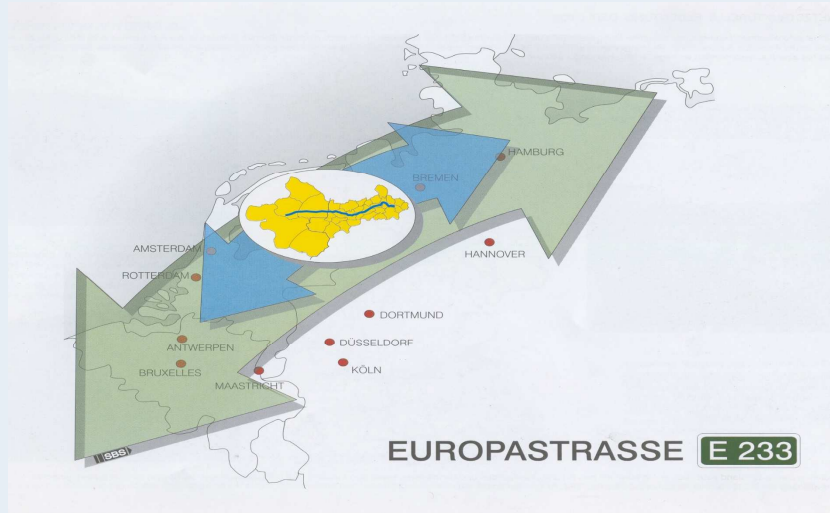 HAMBURG
BREMEN
AMSTERDAM
HANNOVER
ROTTERDAM
DORTMUND
DÜSSELDORF
ANTWERPEN
KÖLN
BRUXELLES
MAASTRICHT
EUROPASTRASSE E 233
SBS